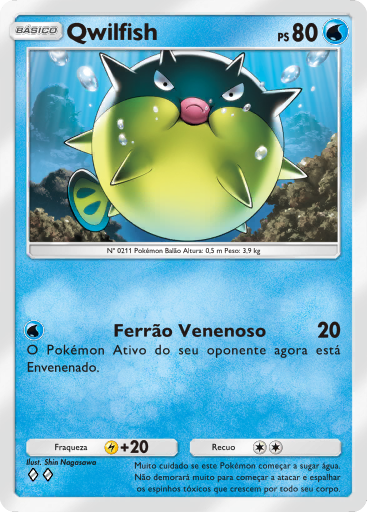 BÁSICO Qwilfish PS 80
Nº 0211 Pokémon Balão Altura: 0,5 m Peso: 3,9 kg
Ferrão Venenoso 20
O Pokémon Ativo do seu oponente agora está
Envenenado.
Fraqueza +20 Recuo
Ilust. Shin Nagasawa
Muito cuidado se este Pokémon começar a sugar água.
Não demorará muito para começar a atacar e espalhar
os espinhos tóxicos que crescem por todo seu corpo.